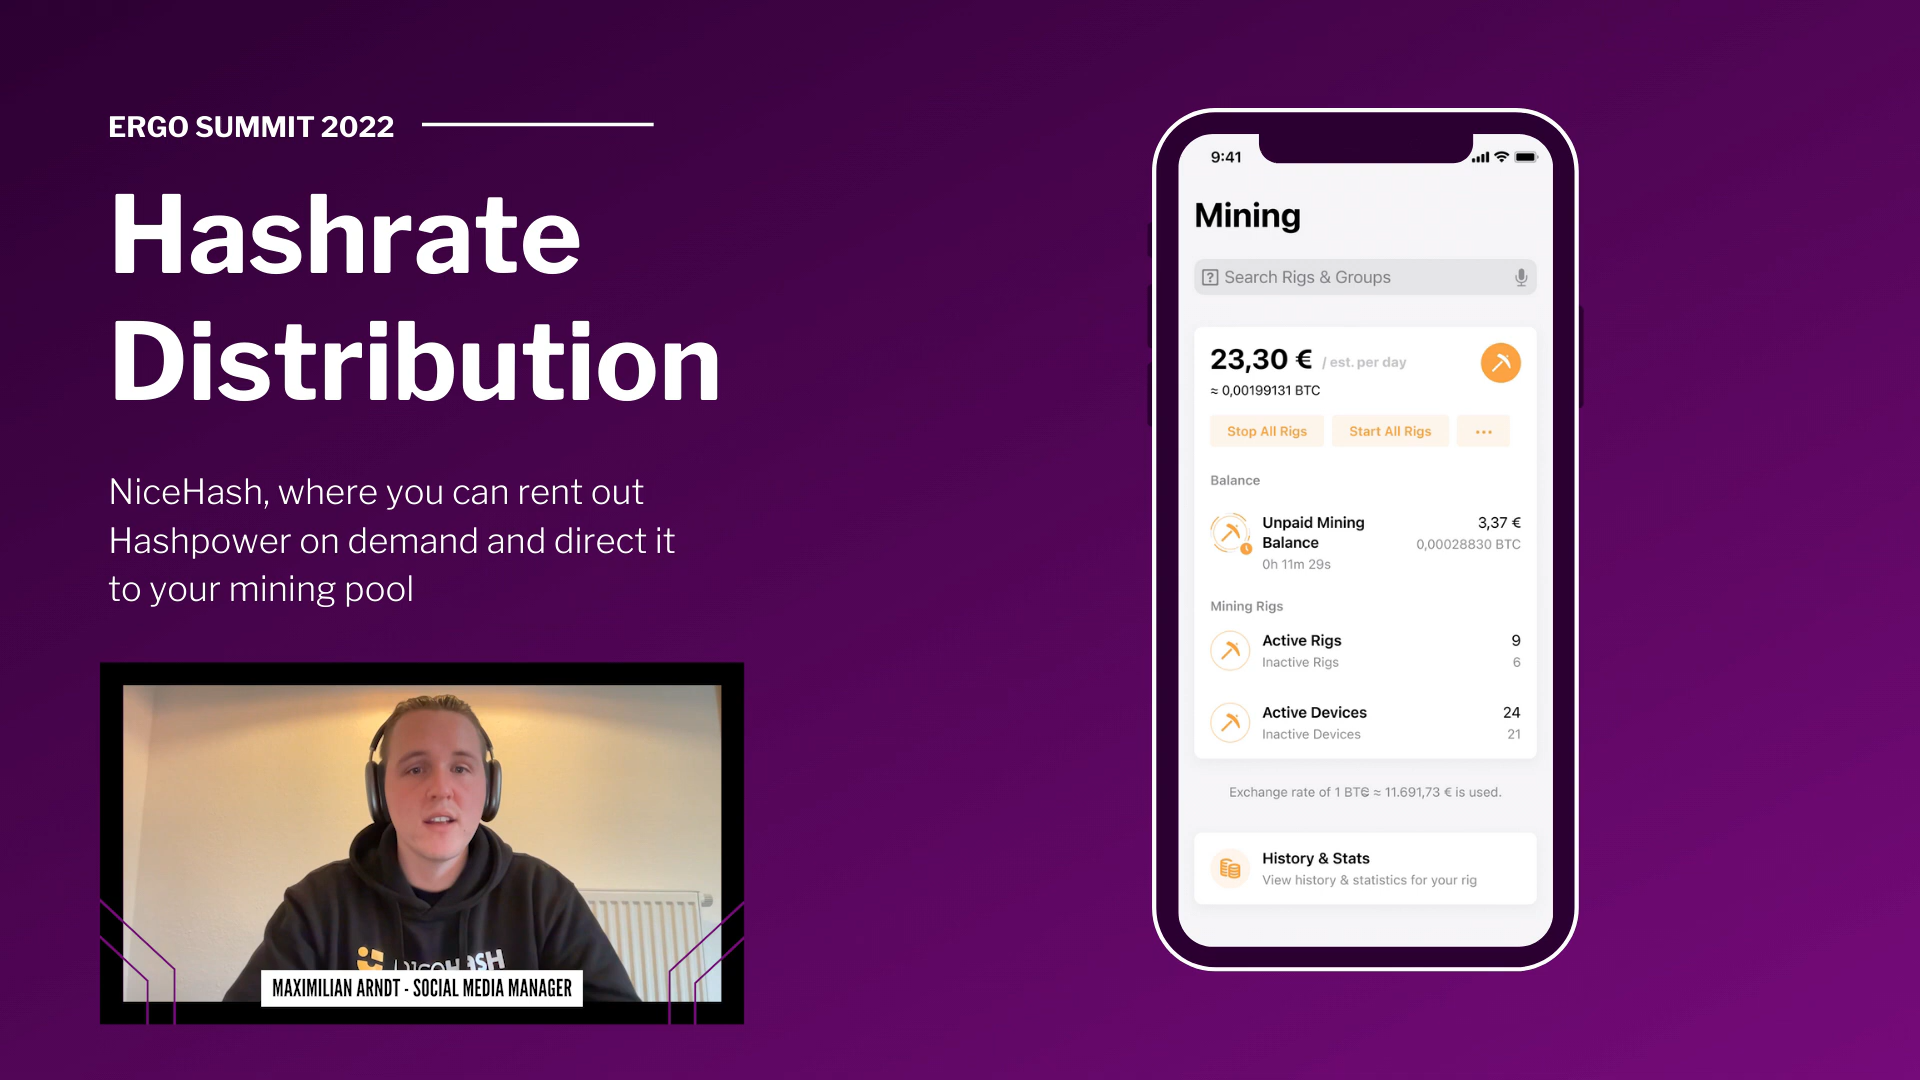 ERGO SUMMIT 2022
Hashrate
Distribution
NiceHash, where you can rent out
Hashpower on demand and direct it
to your mining pool
MAXIMILIAN ARNDT - SOCIAL MEDIA MANAGER
9:41
Mining
Search Rigs & Groups
23,30 € / est. per day
≈ 0,00199131 BTC
Stop All Rigs Start All Rigs ...
Balance
Unpaid Mining 3,37 €
Balance 0,00028830 BTC
0h 11m 29s
Mining Rigs
Active Rigs 9
Inactive Rigs 6
Active Devices 24
Inactive Devices 21
Exchange rate of 1 BTC ≈ 11.691,73 € is used.
History & Stats
View history & statistics for your rig